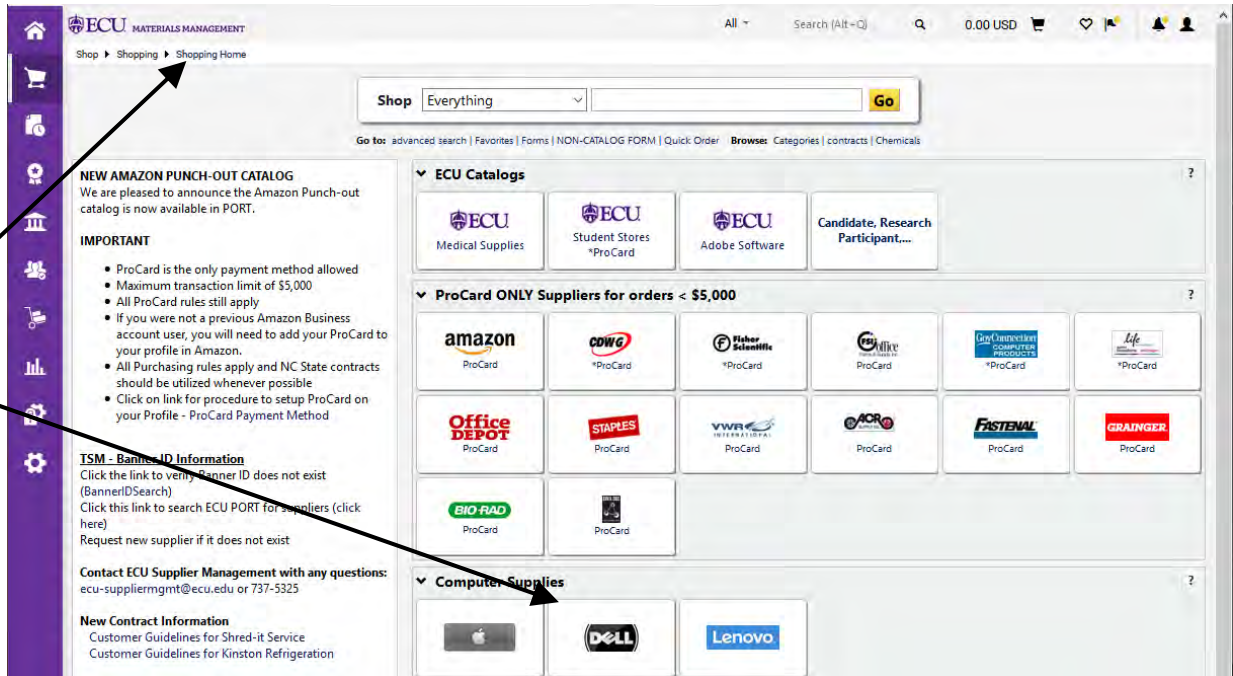 ECU MATERIALS MANAGEMENT
All
Search (Alt+Q)
0.00 USD
Shop Shopping Shopping Home
Shop Everything Go
Go to: advanced search | Favorites | Forms | NON-CATALOG FORM | Quick Order Browse: Categories | contracts | Chemicals
NEW AMAZON PUNCH-OUT CATALOG
We are pleased to announce the Amazon Punch-out
catalog is now available in PORT.
IMPORTANT
• ProCard is the only payment method allowed
• Maximum transaction limit of $5,000
• All ProCard rules still apply
• If you were not a previous Amazon Business
account user, you will need to add your ProCard to
your profile in Amazon.
• All Purchasing rules apply and NC State contracts
should be utilized whenever possible
• Click on link for procedure to setup ProCard on
your Profile - ProCard Payment Method
TSM - Banner ID Information
Click the link to verify Banner ID does not exist
(BannerIDSearch)
Click this link to search ECU PORT for suppliers (click
here)
Request new supplier if it does not exist
Contact ECU Supplier Management with any questions:
ecu-suppliermgmt@ecu.edu or 737-5325
New Contract Information
Customer Guidelines for Shred-it Service
Customer Guidelines for Kinston Refrigeration
ECU Catalogs ?
ECU
Medical Supplies
ECU
Student Stores
*ProCard
ECU
Adobe Software
Candidate, Research
Participant,...
ProCard ONLY Suppliers for orders < $5,000 ?
amazon
ProCard
CDWG
*ProCard
Fisher
Scientific
*ProCard
FSIoffice
ProCard
GovConnection
COMPUTER
PRODUCTS
*ProCard
life
*ProCard
Office
DEPOT
ProCard
STAPLES
ProCard
VWR
INTERNATIONAL
ProCard
ACR
ProCard
FASTENAL
ProCard
GRAINGER
ProCard
BIO-RAD
ProCard
ProCard
Computer Supplies ?
DELL
Lenovo